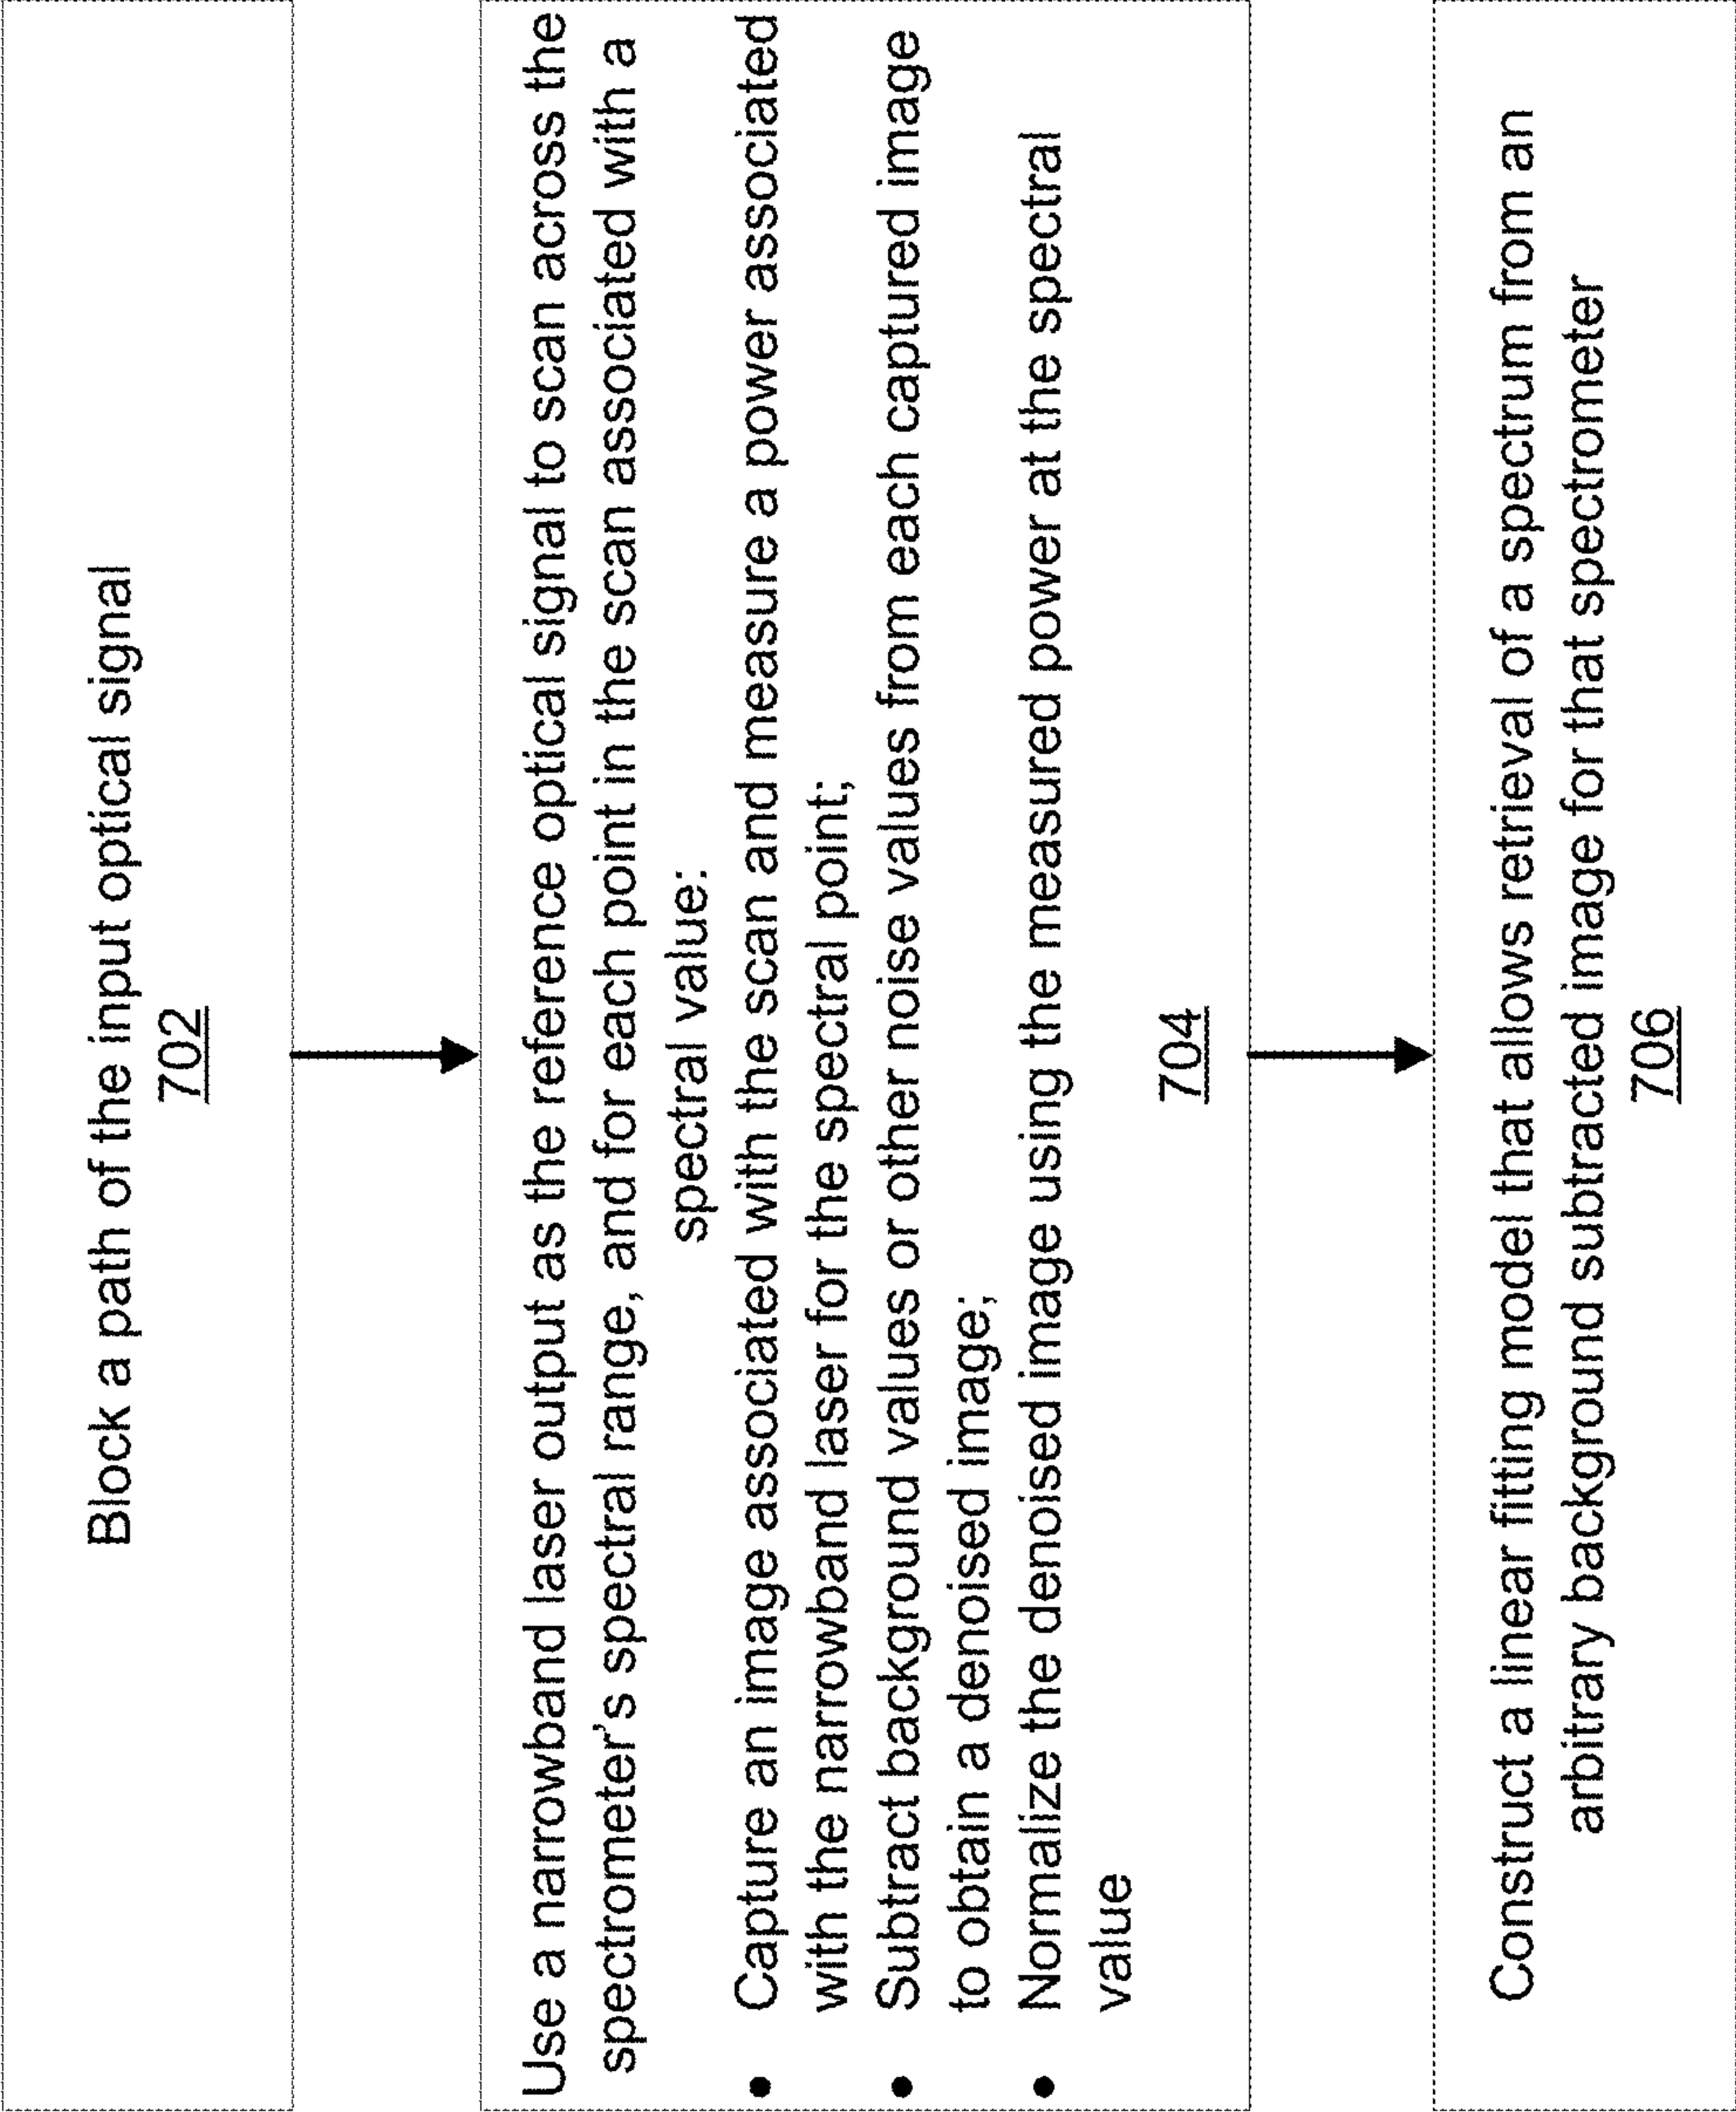 Block a path of the input optical signal
702
Use a narrowband laser output as the reference optical signal to scan across the
spectrometer's spectral range, and for each point in the scan associated with a
spectral value:
• Capture an image associated with the scan and measure a power associated
with the narrowband laser for the spectral point;
• Subtract background values or other noise values from each captured image
to obtain a denoised image;
• Normalize the denoised image using the measured power at the spectral
value
704
Construct a linear fitting model that allows retrieval of a spectrum from an
arbitrary background subtracted image for that spectrometer
706